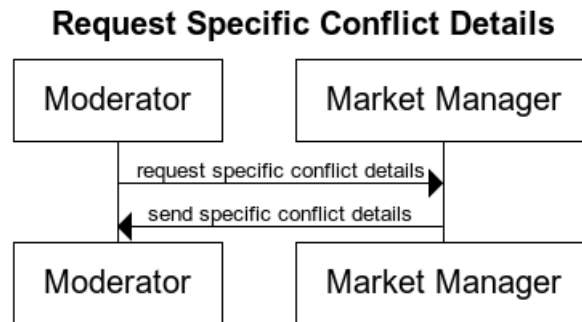 Request Specific Conflict Details
Moderator
Market Manager
request specific conflict details
send specific conflict details
Moderator
Market Manager